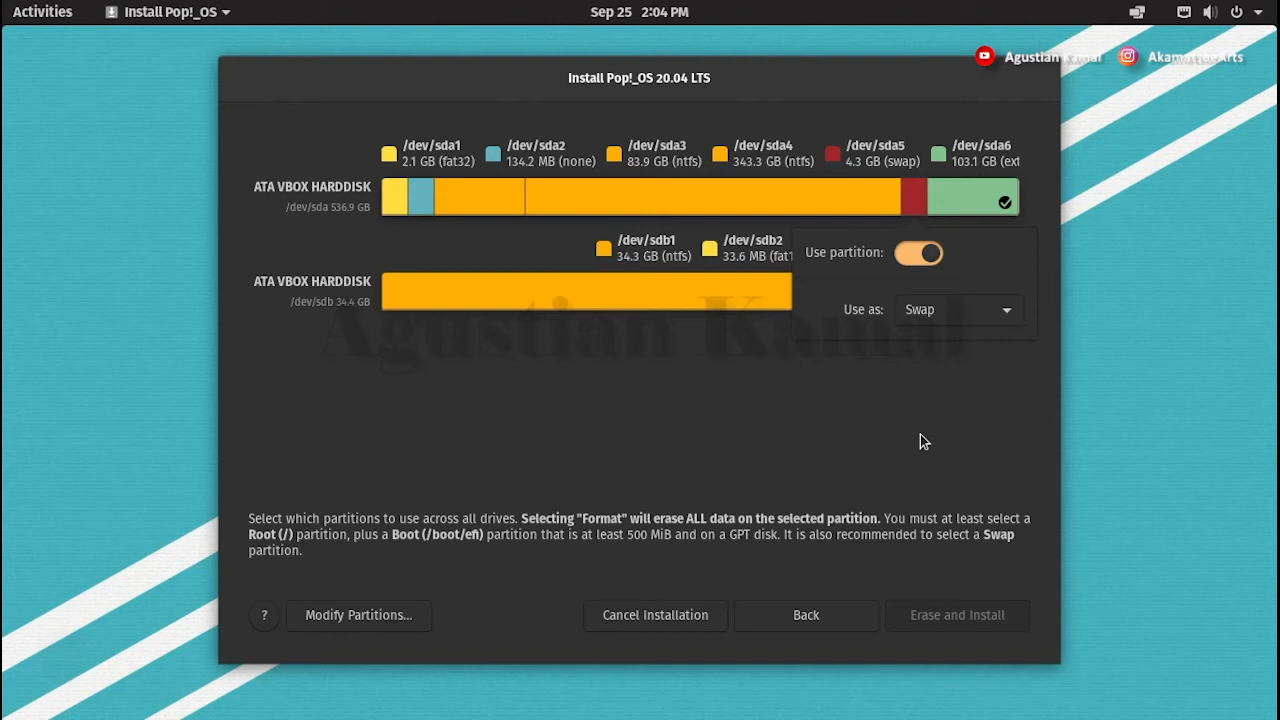 Activities
Install Pop!_OS
Sep 25 2:04 PM
Agustian Kamal
Install Pop!_OS 20.04 LTS
/dev/sda1
2.1 GB (fat32)
/dev/sda2
134.2 MB (none)
/dev/sda3
83.9 GB (ntfs)
/dev/sda4
343.3 GB (ntfs)
/dev/sda5
4.3 GB (swap)
/dev/sda6
103.1 GB (ext
ATA VBOX HARDDISK
/dev/sda 536.9 GB
/dev/sdb1
34.3 GB (ntfs)
/dev/sdb2
33.6 MB (fat1
ATA VBOX HARDDISK
/dev/sdb 34.4 GB
Use partition:
Use as:
Swap
Agustian Kamal
Select which partitions to use across all drives. Selecting "Format" will erase ALL data on the selected partition. You must at least select a
Root (/) partition, plus a Boot (/boot/efi) partition that is at least 500 MiB and on a GPT disk. It is also recommended to select a Swap
partition.
?
Modify Partitions...
Cancel Installation
Back
Erase and Install